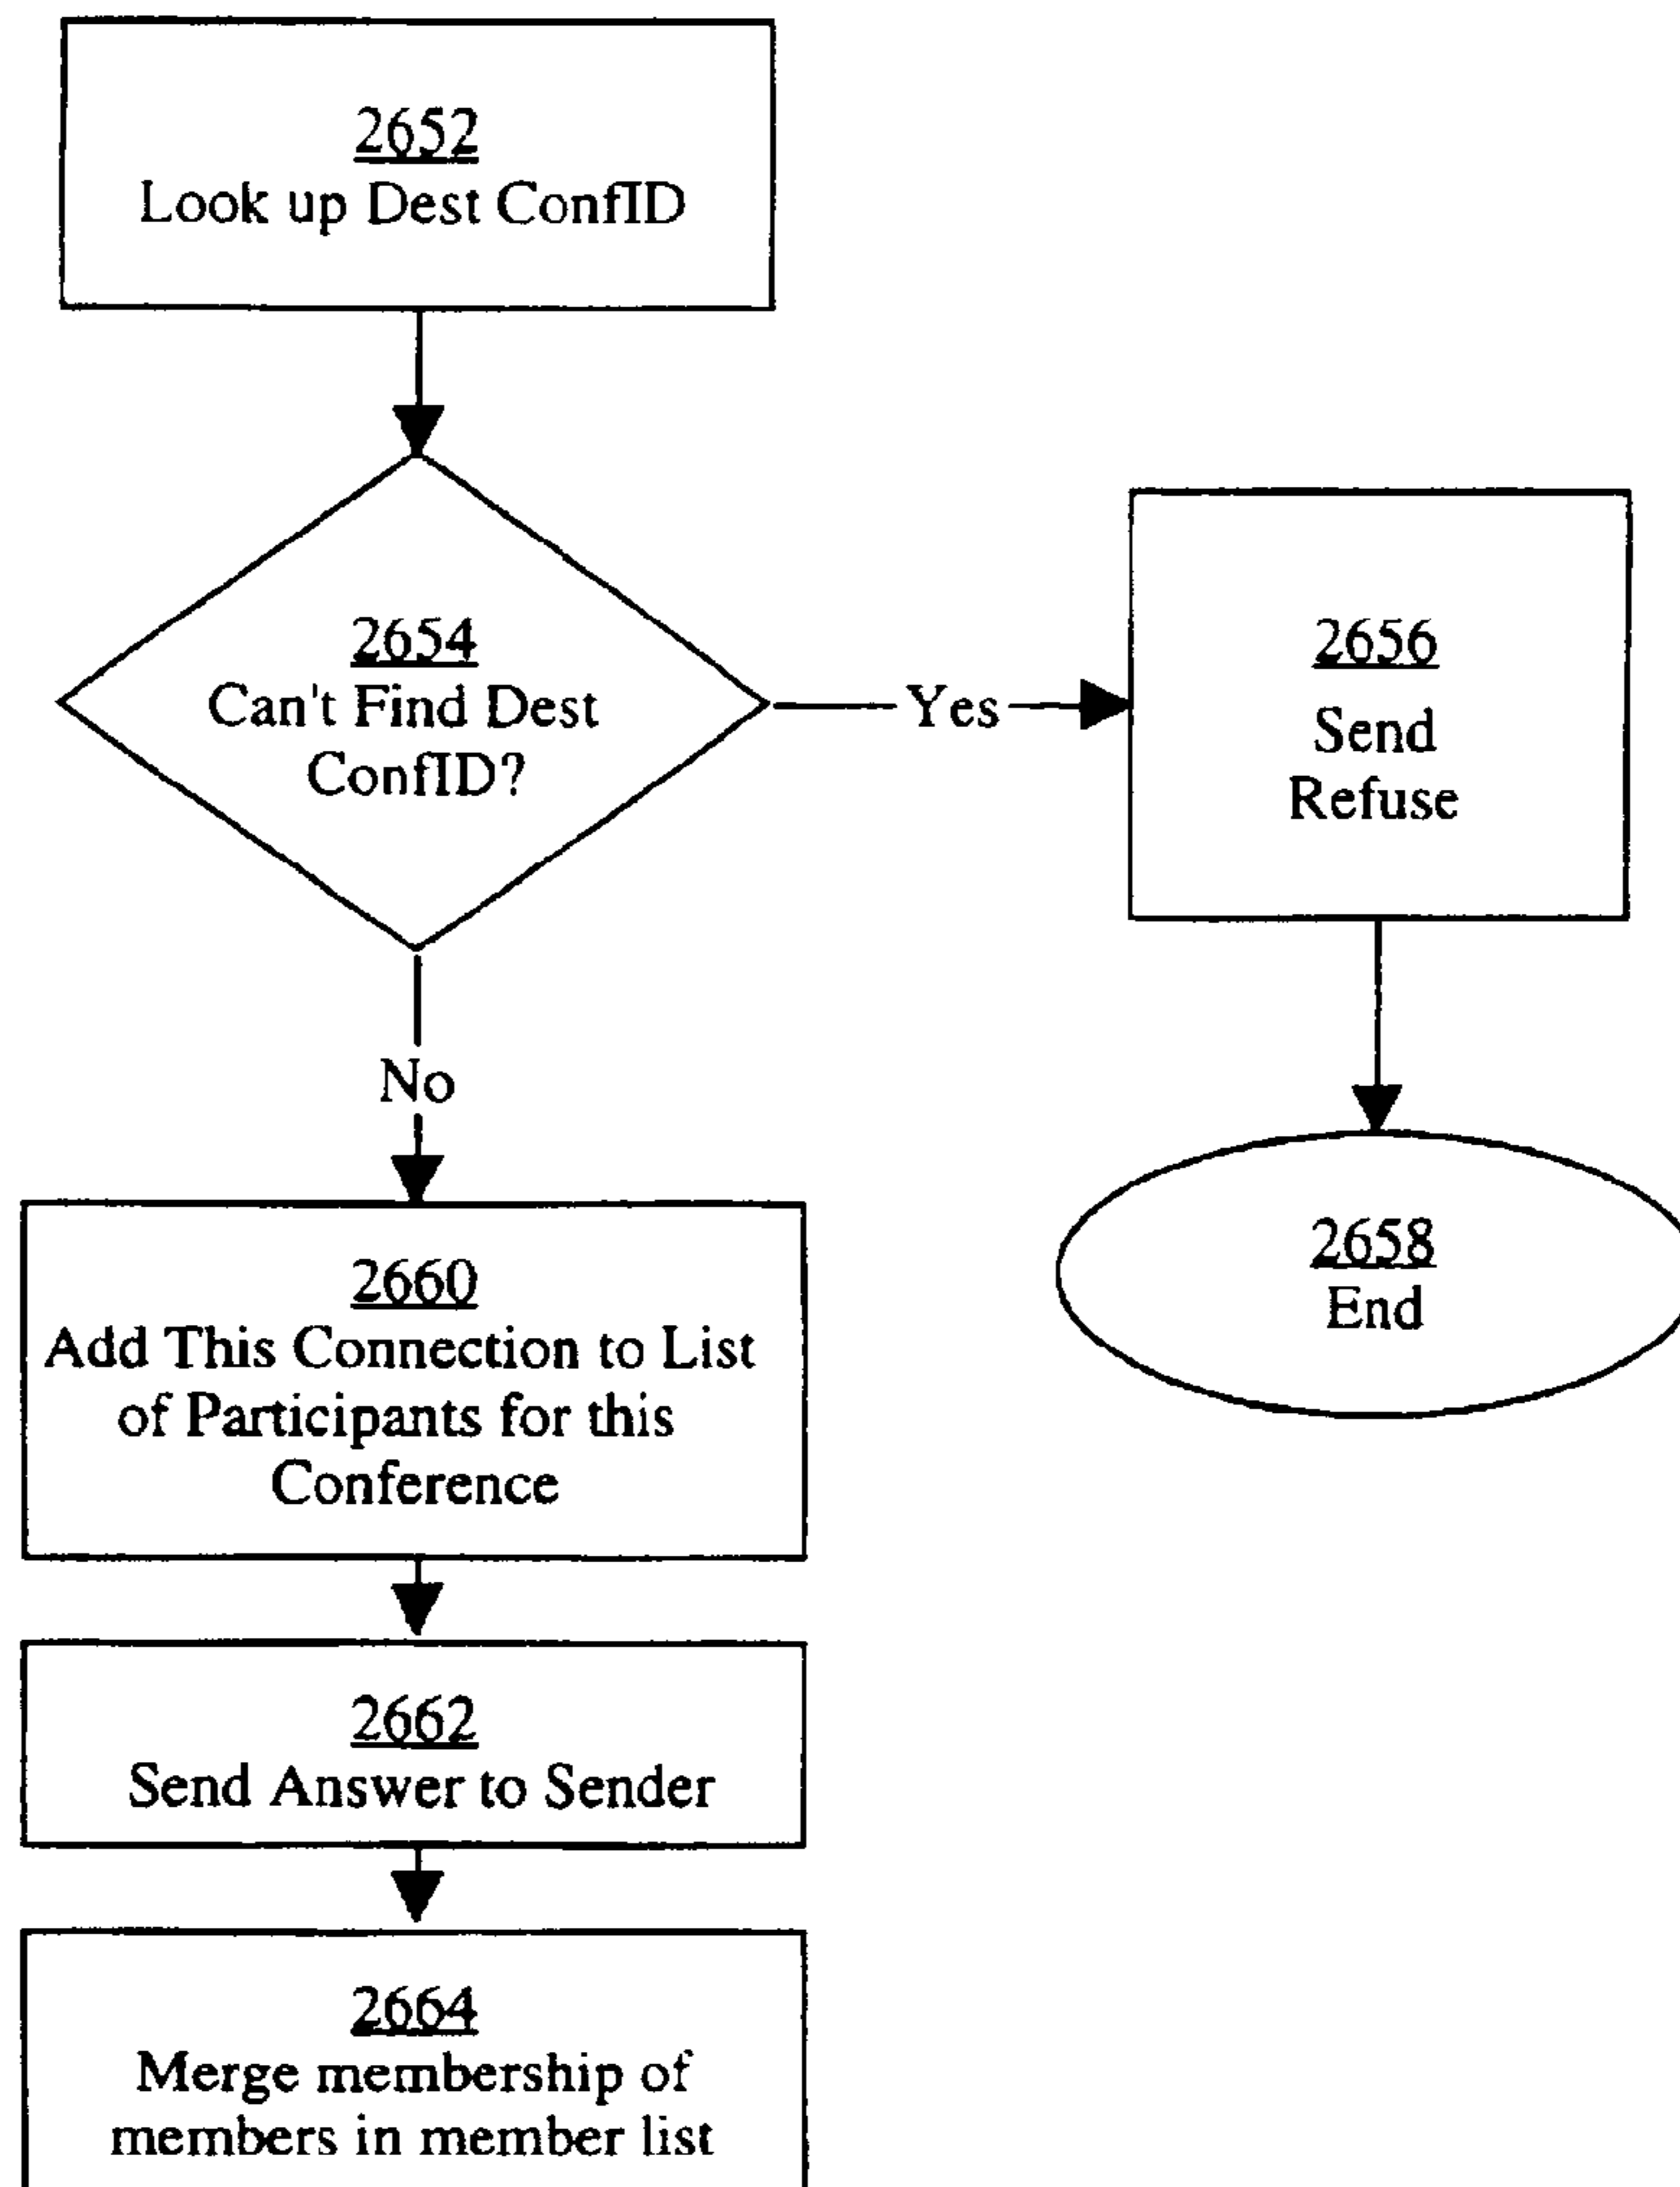 2652
Look up Dest ConfID
2654
Can't Find Dest
ConfID?
Yes
2656
Send
Refuse
No
2658
End
2660
Add This Connection to List
of Participants for this
Conference
2662
Send Answer to Sender
2664
Merge membership of
members in member list